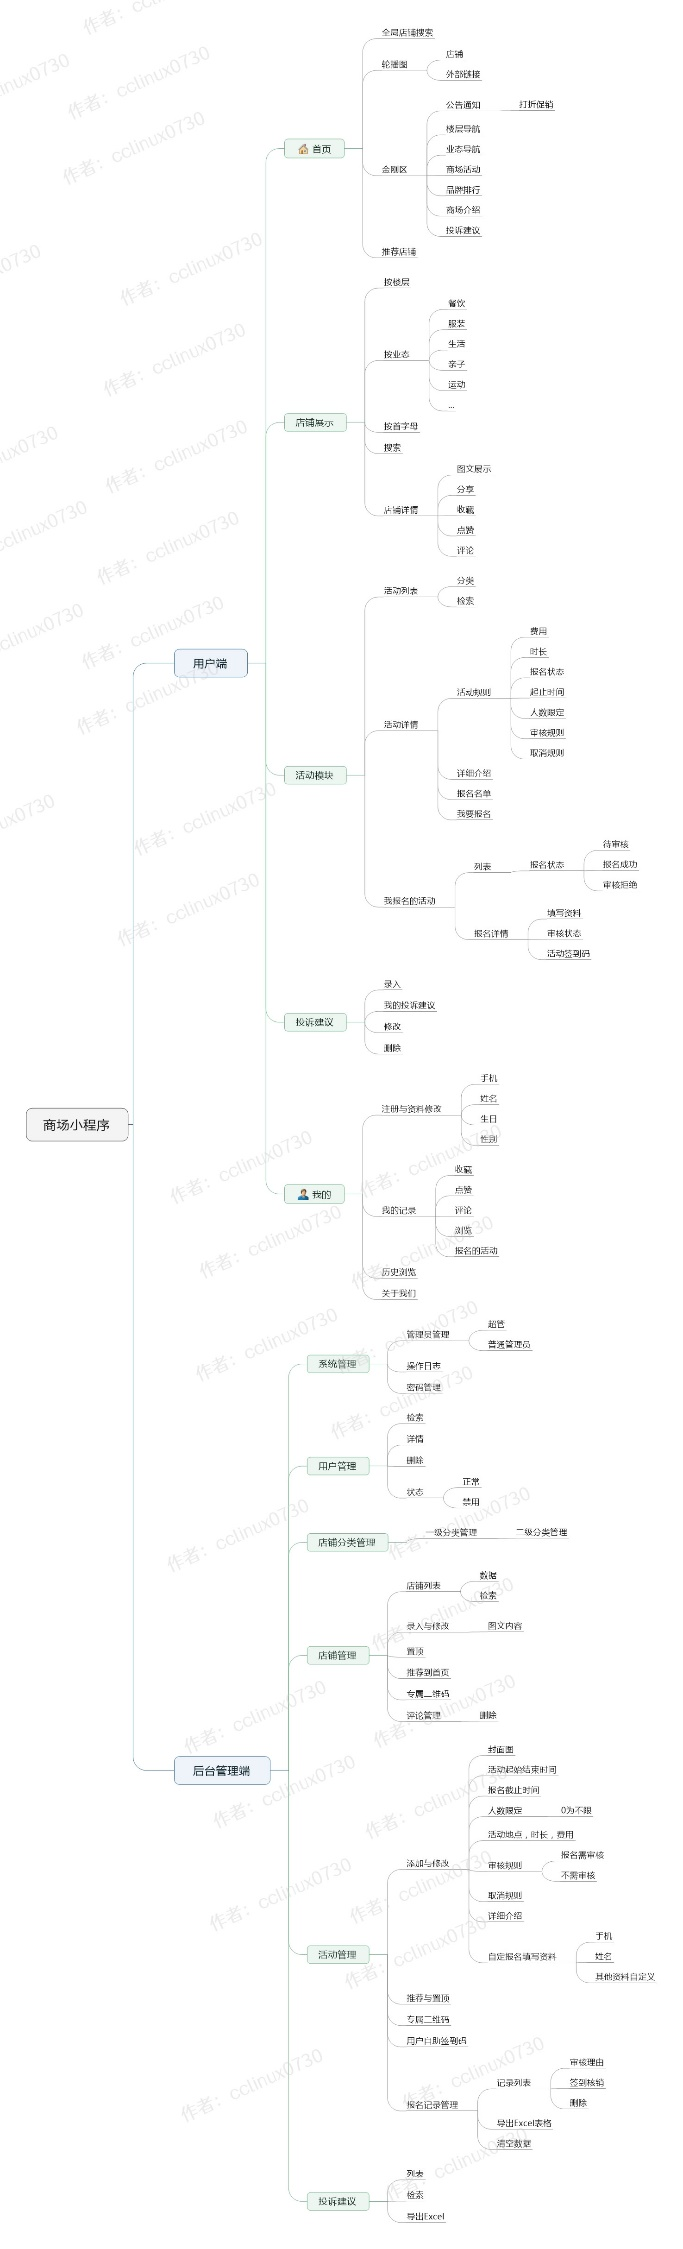 商场小程序
用户端
首页
全局店铺搜索
轮播图
店铺
外部链接
金刚区
公告通知
打折促销
楼层导航
业态导航
商场活动
品牌排行
商场介绍
投诉建议
推荐店铺
店铺展示
按楼层
按业态
餐饮
服装
生活
亲子
运动
...
按首字母
搜索
店铺详情
图文展示
分享
收藏
点赞
评论
活动模块
活动列表
分类
检索
活动详情
活动规则
费用
时长
报名状态
起止时间
人数限定
审核规则
取消规则
详细介绍
报名名单
我要报名
我报名的活动
列表
报名状态
待审核
报名成功
审核拒绝
报名详情
填写资料
审核状态
活动签到码
投诉建议
录入
我的投诉建议
修改
删除
我的
注册与资料修改
手机
姓名
生日
性别
我的记录
收藏
点赞
评论
浏览
报名的活动
历史浏览
关于我们
后台管理端
系统管理
管理员管理
超管
普通管理员
操作日志
密码管理
用户管理
检索
详情
删除
状态
正常
禁用
店铺分类管理
一级分类管理
二级分类管理
店铺管理
店铺列表
数据
检索
录入与修改
图文内容
置顶
推荐到首页
专属二维码
评论管理
删除
活动管理
添加与修改
封面图
活动起始结束时间
报名截止时间
人数限定
0为不限
活动地点，时长，费用
审核规则
报名需审核
不需审核
取消规则
详细介绍
自定报名填写资料
手机
姓名
其他资料自定义
推荐与置顶
专属二维码
用户自助签到码
报名记录管理
记录列表
审核理由
签到核销
删除
导出Excel表格
清空数据
投诉建议
列表
检索
导出Excel
作者：cclinux0730